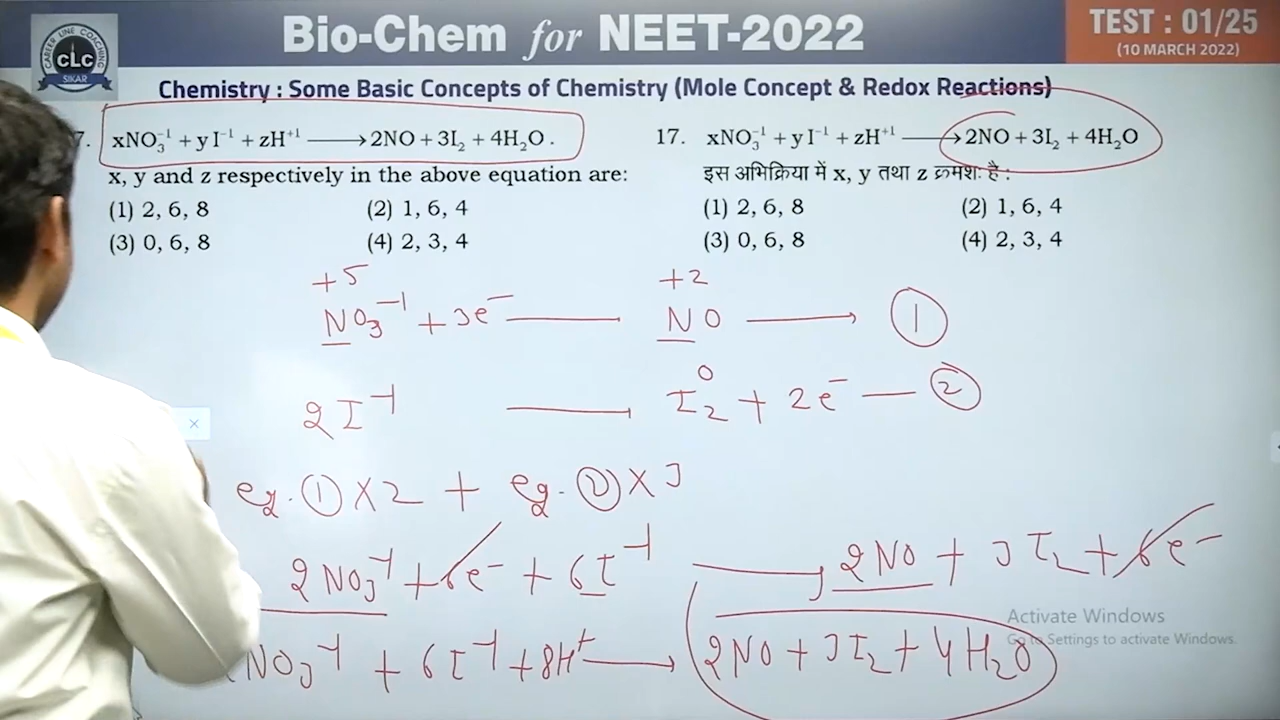 Bio-Chem for NEET-2022
TEST : 01/25
(10 MARCH 2022)
CAREER LINE COACHING
CLC
SIKAR
Chemistry : Some Basic Concepts of Chemistry (Mole Concept & Redox Reactions)
7. xNO₃⁻¹ + yI⁻¹ + zH⁺¹ ⟶ 2NO + 3I₂ + 4H₂O.
x, y and z respectively in the above equation are:
(1) 2, 6, 8 (2) 1, 6, 4
(3) 0, 6, 8 (4) 2, 3, 4
17. xNO₃⁻¹ + yI⁻¹ + zH⁺¹ ⟶ 2NO + 3I₂ + 4H₂O
इस अभिक्रिया में x, y तथा z क्रमशः है :
(1) 2, 6, 8 (2) 1, 6, 4
(3) 0, 6, 8 (4) 2, 3, 4
+5 +2
NO₃⁻¹ + 3e⁻ ⟶ NO ⟶ ①
0
2I⁻¹ ⟶ I₂ + 2e⁻ — ②
eq. ① × 2 + eq. ② × 3
2NO₃⁻¹ + 6e⁻ + 6I⁻¹ ⟶ 2NO + 3I₂ + 6e⁻
NO₃⁻¹ + 6I⁻¹ + 8H⁺ ⟶ 2NO + 3I₂ + 4H₂O
Activate Windows
Go to Settings to activate Windows.